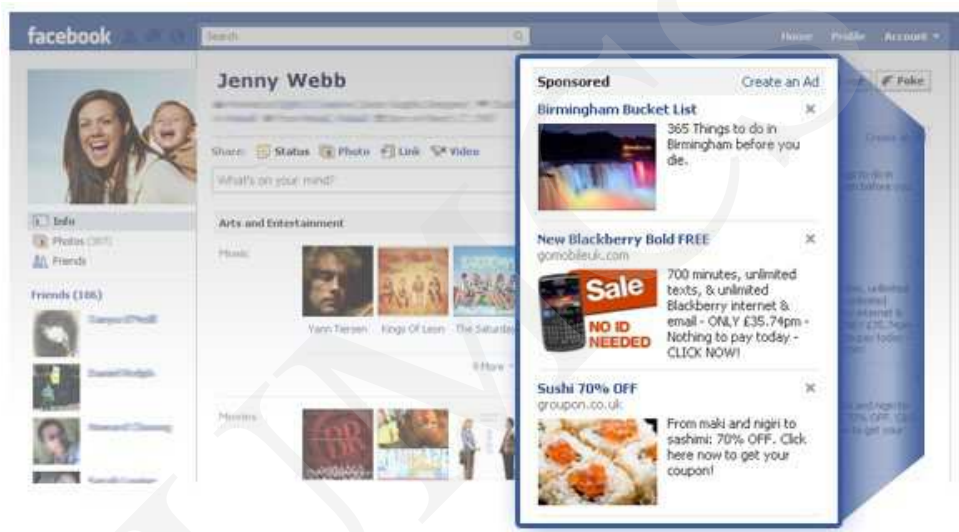 facebook
Search
Home Profile Account
Jenny Webb
Poke
Share: Status Photo Link Video
What's on your mind?
Info
Photos (307)
Friends
Friends (106)
Arts and Entertainment
Music
Yann Tiersen Kings Of Leon The Saturday
Movies
Sponsored Create an Ad
Birmingham Bucket List
365 Things to do in
Birmingham before you
die.
New Blackberry Bold FREE
gomobileuk.com
Sale
NO ID
NEEDED
700 minutes, unlimited
texts, & unlimited
Blackberry internet &
email - ONLY £35.74pm -
Nothing to pay today -
CLICK NOW!
Sushi 70% OFF
groupon.co.uk
From maki and nigiri to
sashimi: 70% OFF. Click
here now to get your
coupon!